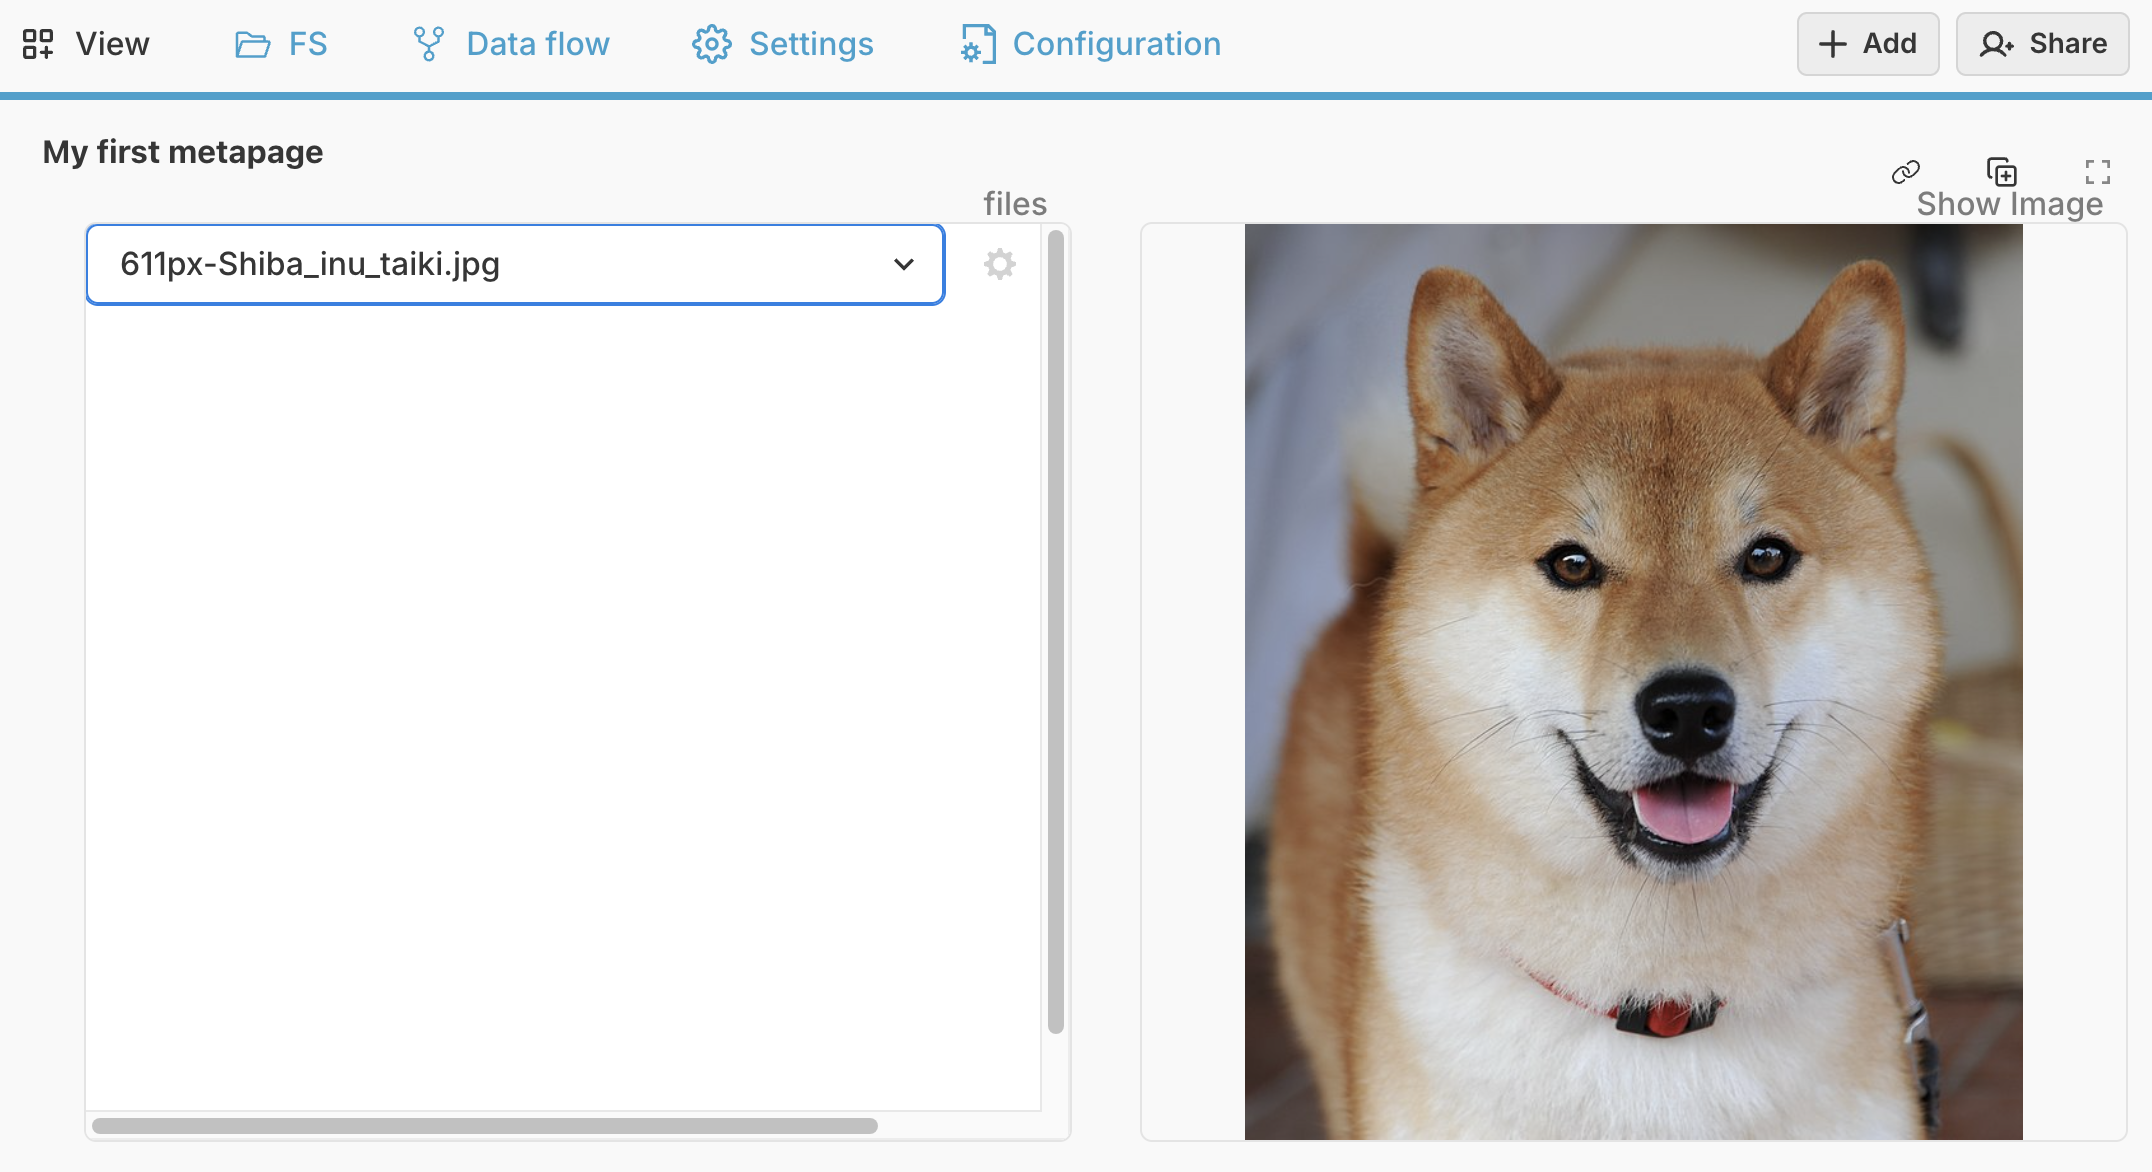 View FS Data flow Settings Configuration Add Share
My first metapage
files Show Image
611px-Shiba_inu_taiki.jpg